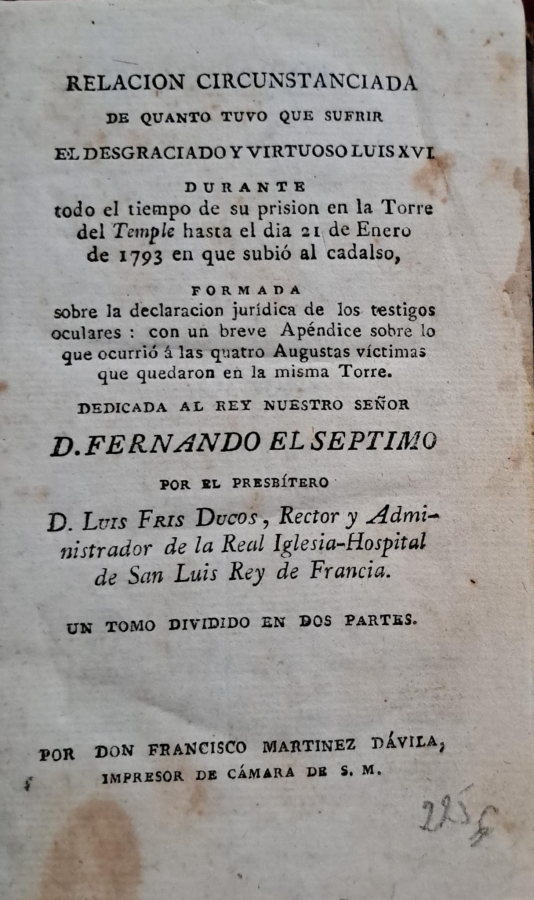 RELACION CIRCUNSTANCIADA
DE QUANTO TUVO QUE SUFRIR
EL DESGRACIADO Y VIRTUOSO LUIS XVI
DURANTE
todo el tiempo de su prision en la Torre
del Temple hasta el dia 21 de Enero
de 1793 en que subió al cadalso,
FORMADA
sobre la declaracion jurídica de los testigos
oculares : con un breve Apéndice sobre lo
que ocurrió á las quatro Augustas víctimas
que quedaron en la misma Torre.
DEDICADA AL REY NUESTRO SEÑOR
D. FERNANDO EL SEPTIMO
POR EL PRESBÍTERO
D. LUIS FRIS DUCOS, Rector y Admi-
nistrador de la Real Iglesia-Hospital
de San Luis Rey de Francia.
UN TOMO DIVIDIDO EN DOS PARTES.
POR DON FRANCISCO MARTINEZ DÁVILA,
IMPRESOR DE CÁMARA DE S. M.